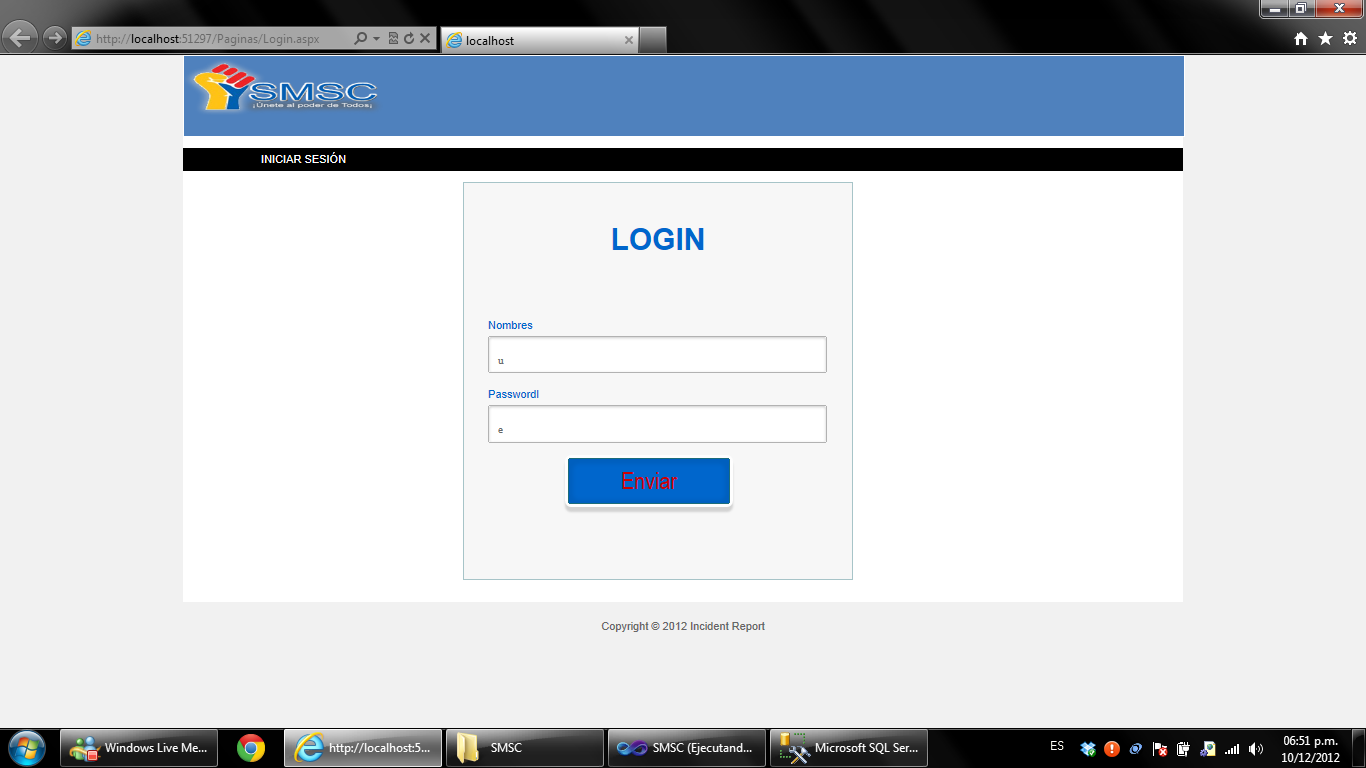 http://localhost:51297/Paginas/Login.aspx
localhost
SMSC
¡Únete al poder de Todos¡
INICIAR SESIÓN
LOGIN
Nombres
u
Passwordl
e
Enviar
Copyright © 2012 Incident Report
Windows Live Me...
http://localhost:5...
SMSC
SMSC (Ejecutand...
Microsoft SQL Ser...
ES
06:51 p.m.
10/12/2012